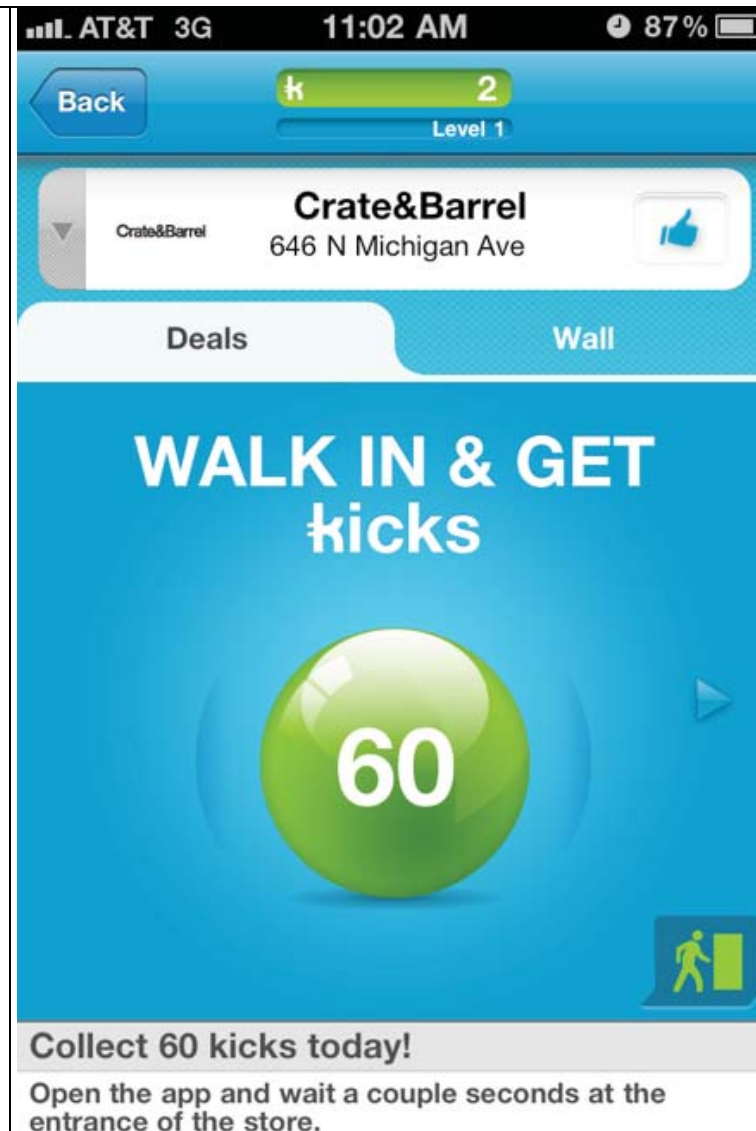 AT&T 3G 11:02 AM 87%
Back
k 2
Level 1
Crate&Barrel
Crate&Barrel
646 N Michigan Ave
Deals Wall
WALK IN & GET
kicks
60
Collect 60 kicks today!
Open the app and wait a couple seconds at the
entrance of the store.